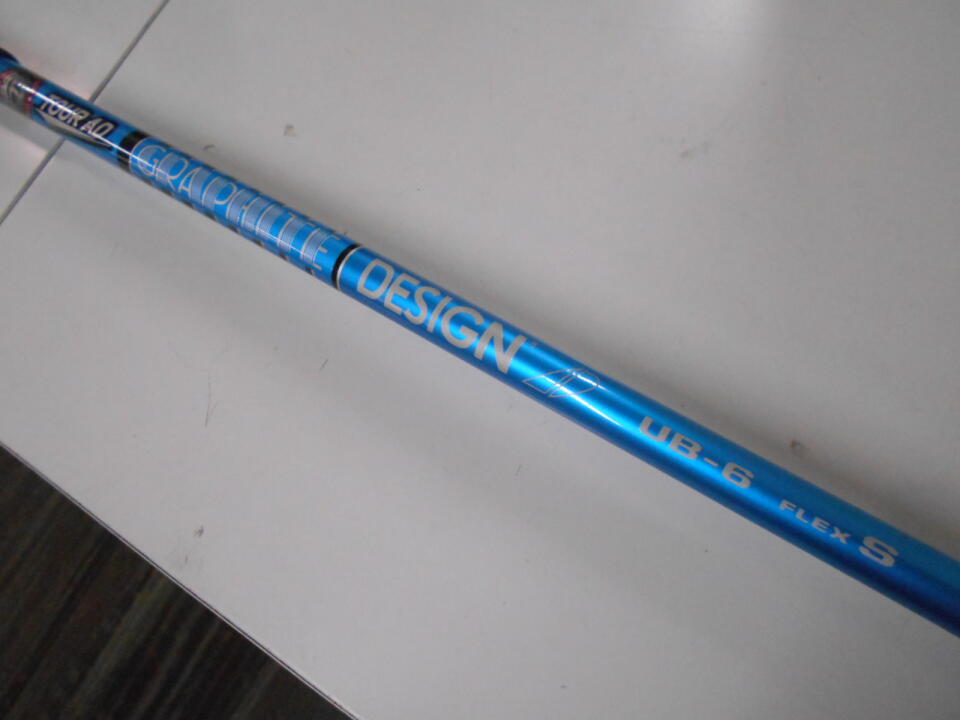 TOUR AD
GRAPHITE DESIGN
UB-6 FLEX S